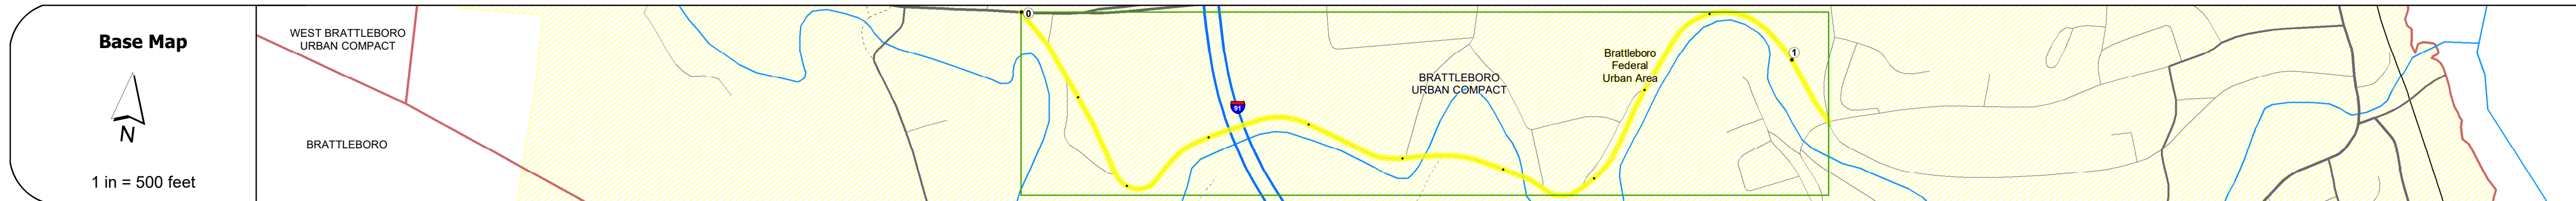 Base Map
N
1 in = 500 feet
WEST BRATTLEBORO
URBAN COMPACT
BRATTLEBORO
0
91
BRATTLEBORO
URBAN COMPACT
Brattleboro
Federal
Urban Area
1